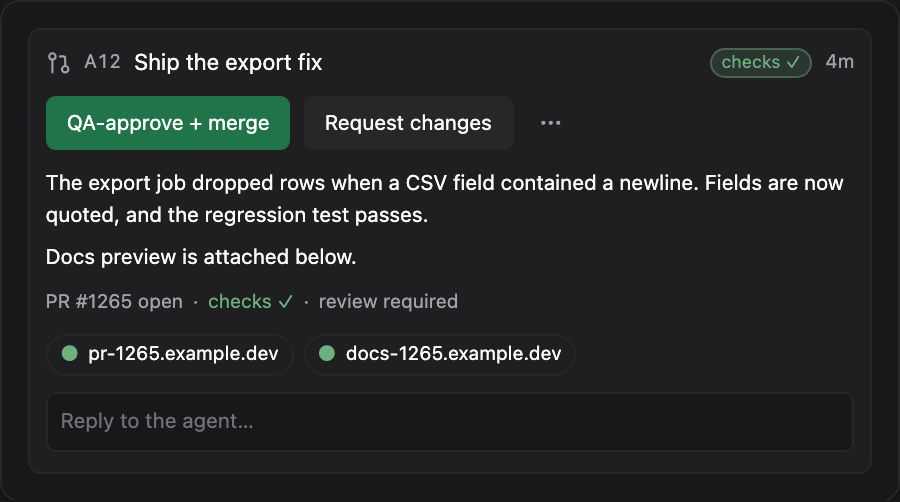 A12 Ship the export fix checks ✓ 4m
QA-approve + merge Request changes ···
The export job dropped rows when a CSV field contained a newline. Fields are now
quoted, and the regression test passes.
Docs preview is attached below.
PR #1265 open · checks ✓ · review required
pr-1265.example.dev docs-1265.example.dev
Reply to the agent...